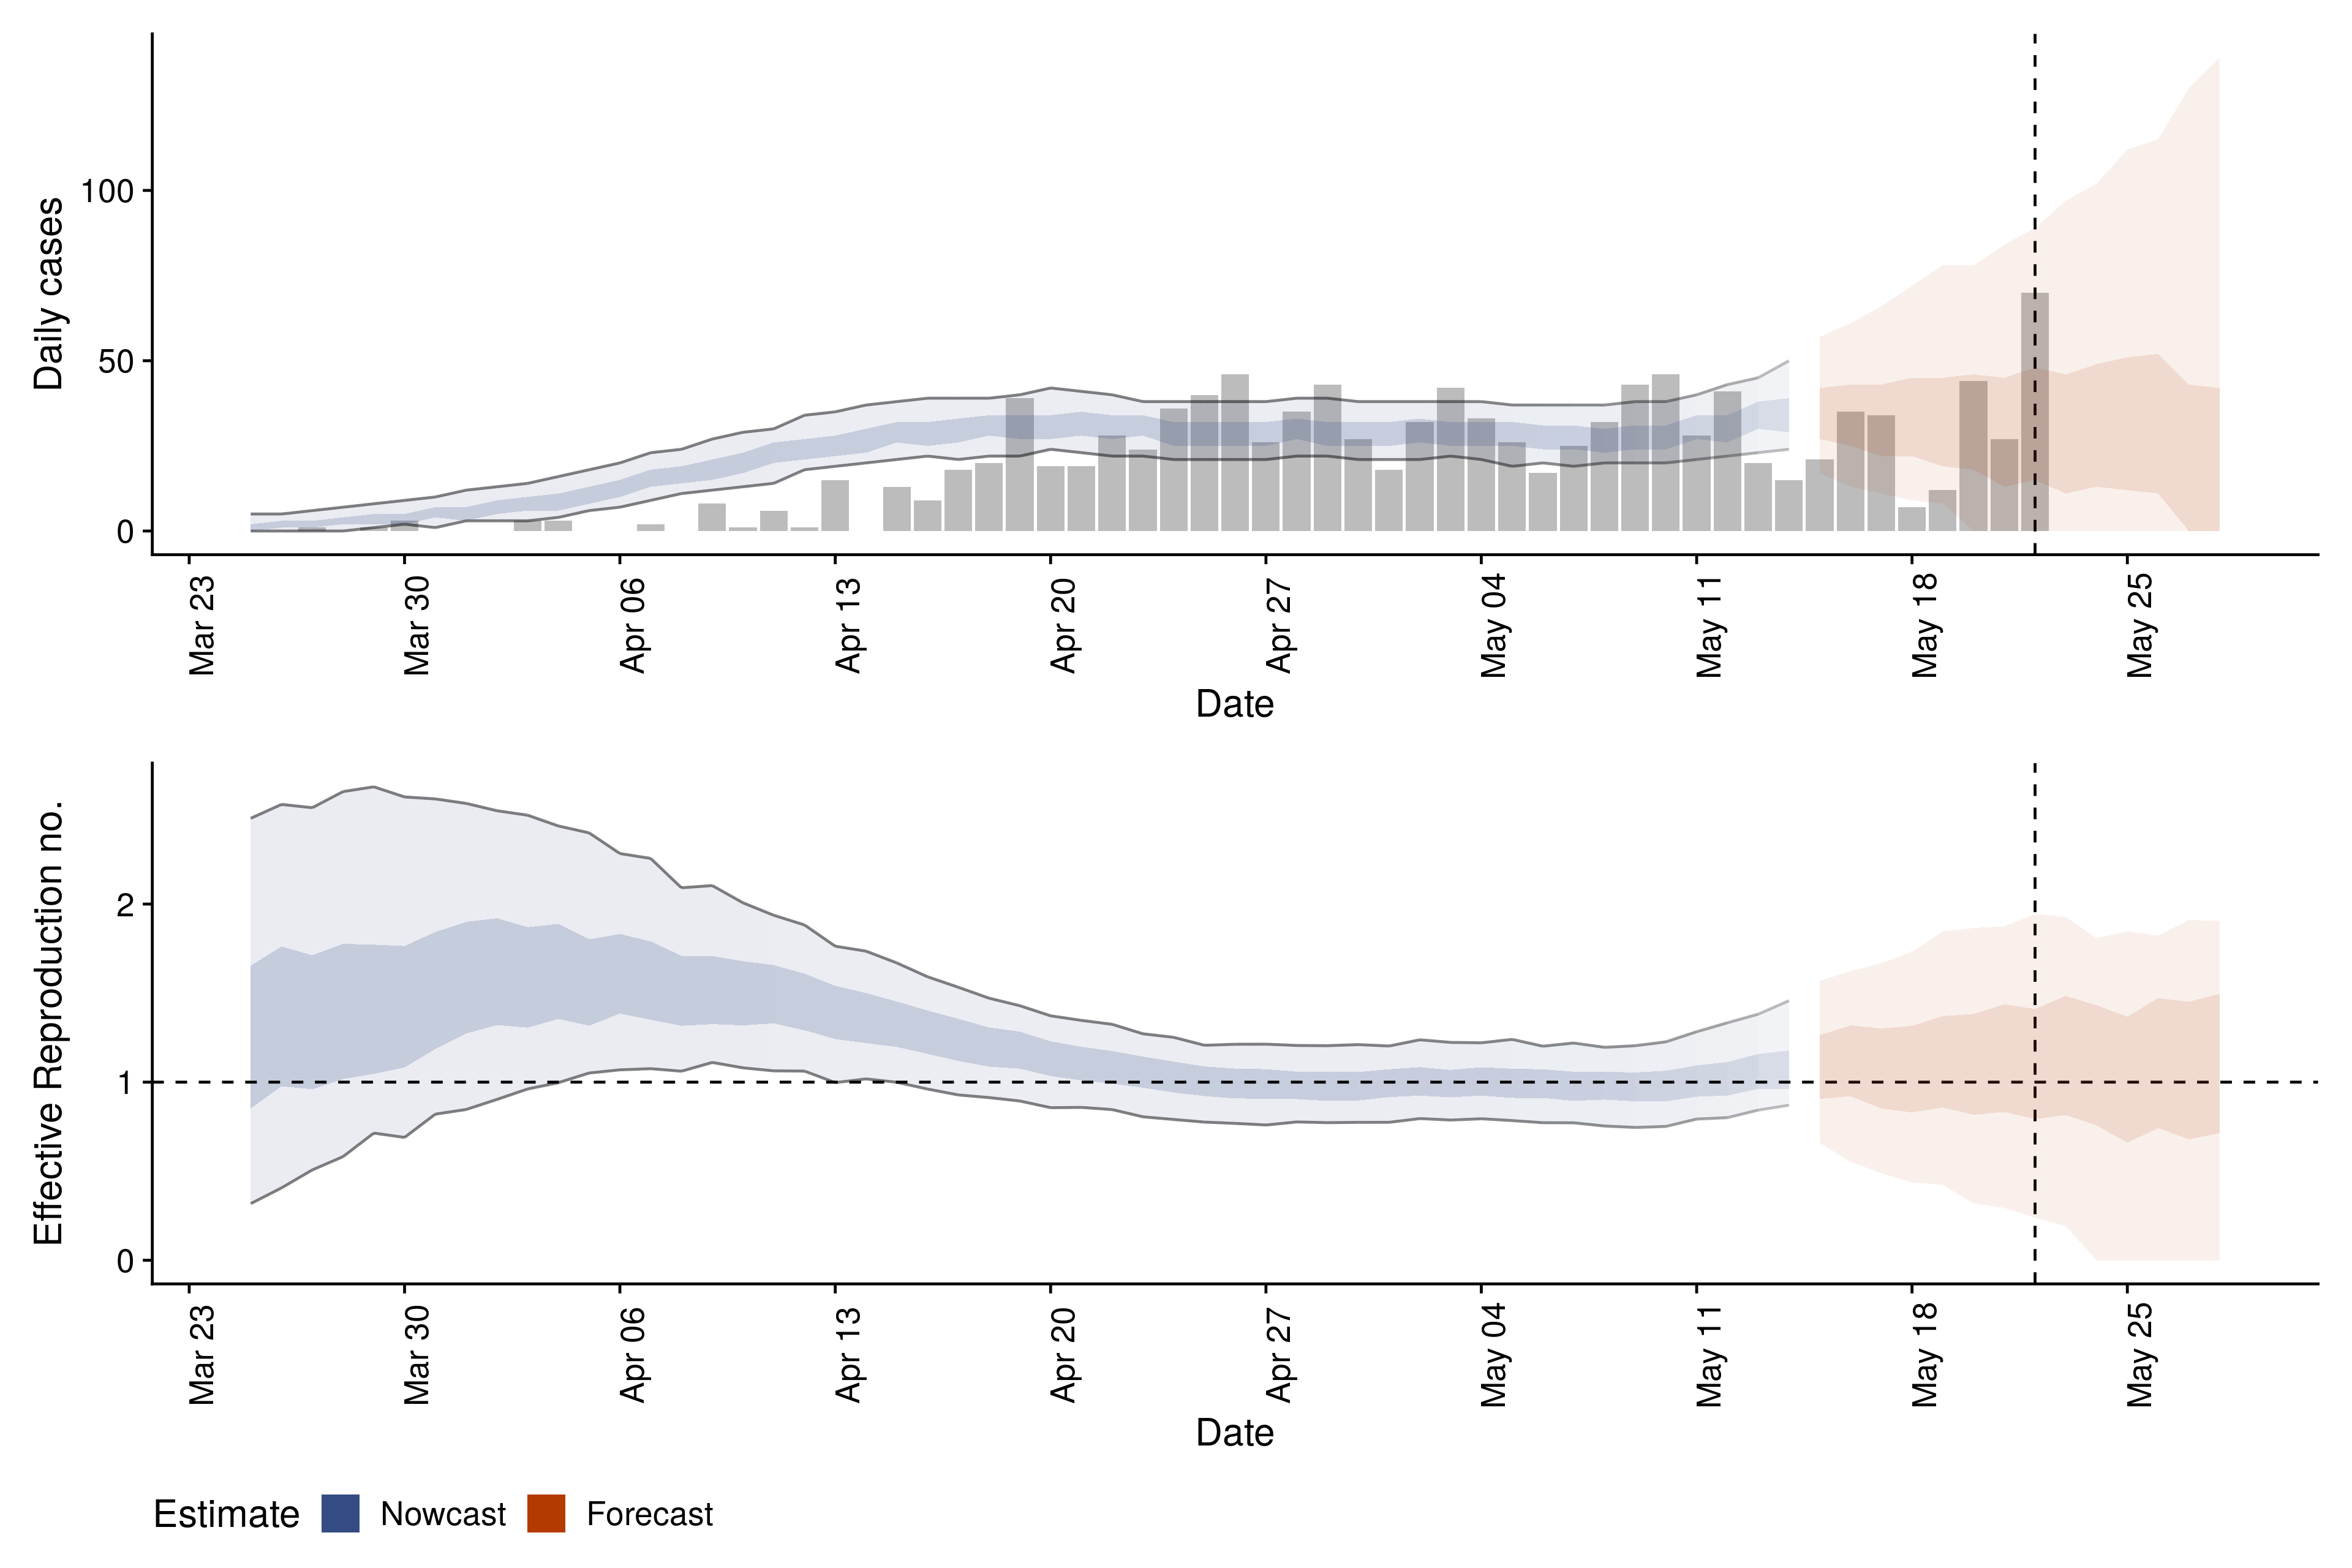 Daily cases
100
50
0
Mar 23
Mar 30
Apr 06
Apr 13
Apr 20
Apr 27
May 04
May 11
May 18
May 25
Date
Effective Reproduction no.
2
1
0
Mar 23
Mar 30
Apr 06
Apr 13
Apr 20
Apr 27
May 04
May 11
May 18
May 25
Date
Estimate Nowcast Forecast